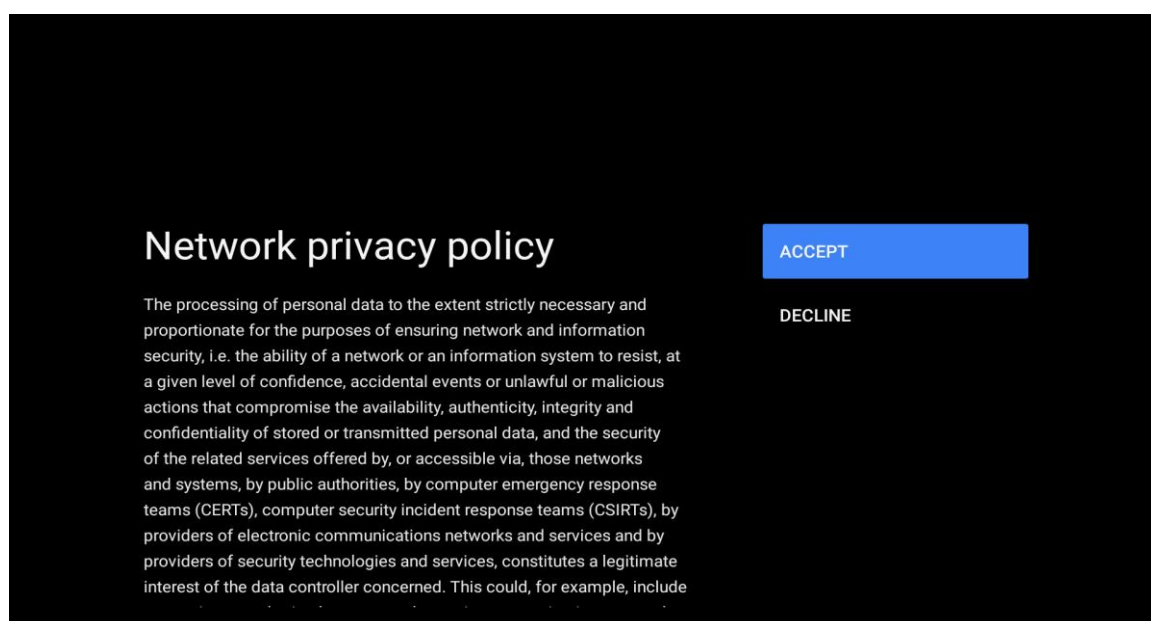 Network privacy policy
The processing of personal data to the extent strictly necessary and
proportionate for the purposes of ensuring network and information
security, i.e. the ability of a network or an information system to resist, at
a given level of confidence, accidental events or unlawful or malicious
actions that compromise the availability, authenticity, integrity and
confidentiality of stored or transmitted personal data, and the security
of the related services offered by, or accessible via, those networks
and systems, by public authorities, by computer emergency response
teams (CERTs), computer security incident response teams (CSIRTs), by
providers of electronic communications networks and services and by
providers of security technologies and services, constitutes a legitimate
interest of the data controller concerned. This could, for example, include
ACCEPT
DECLINE